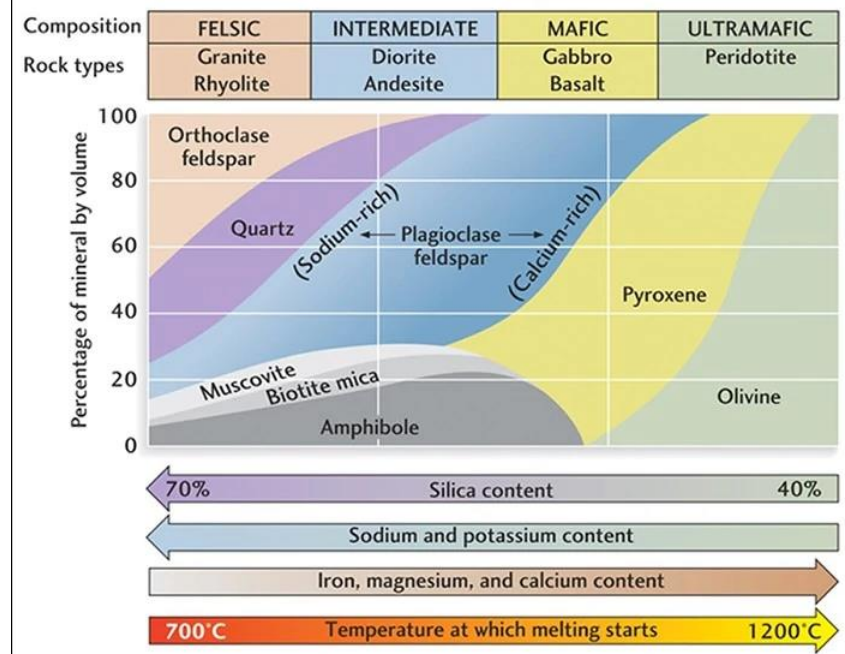 Composition FELSIC INTERMEDIATE MAFIC ULTRAMAFIC
Rock types
Granite Diorite Gabbro Peridotite
Rhyolite Andesite Basalt
Percentage of mineral by volume
100
80
60
40
20
0
Orthoclase
feldspar
Quartz
(Sodium-rich)
Plagioclase
feldspar
(Calcium-rich)
Pyroxene
Muscovite
Biotite mica
Amphibole
Olivine
70% Silica content 40%
Sodium and potassium content
Iron, magnesium, and calcium content
700°C Temperature at which melting starts 1200°C